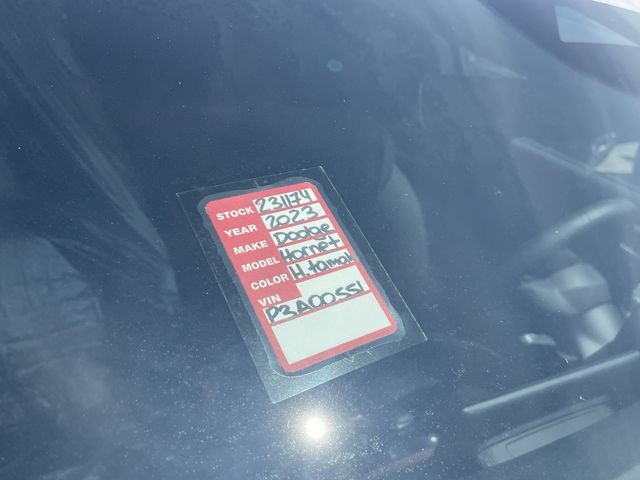 STOCK 231174
YEAR 2023
MAKE Dodge
MODEL Hornet
COLOR H.tamal
VIN
P3A00551